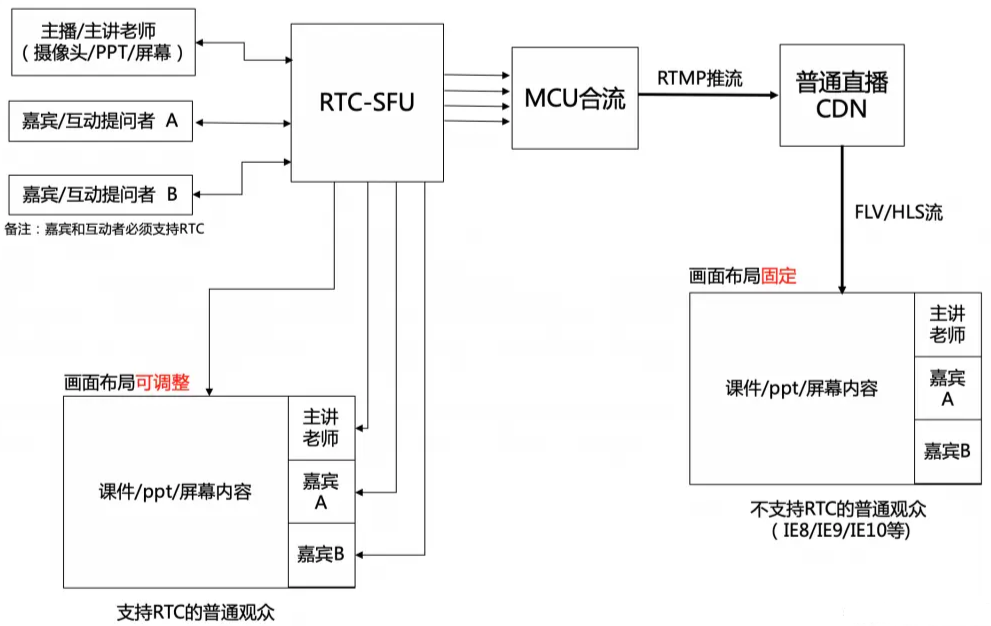 主播/主讲老师
（摄像头/PPT/屏幕）
嘉宾/互动提问者 A
嘉宾/互动提问者 B
备注：嘉宾和互动者必须支持RTC
RTC-SFU
MCU合流
RTMP推流
普通直播
CDN
FLV/HLS流
画面布局固定
课件/ppt/屏幕内容
主讲
老师
嘉宾
A
嘉宾B
不支持RTC的普通观众
（IE8/IE9/IE10等)
画面布局可调整
课件/ppt/屏幕内容
主讲
老师
嘉宾
A
嘉宾B
支持RTC的普通观众